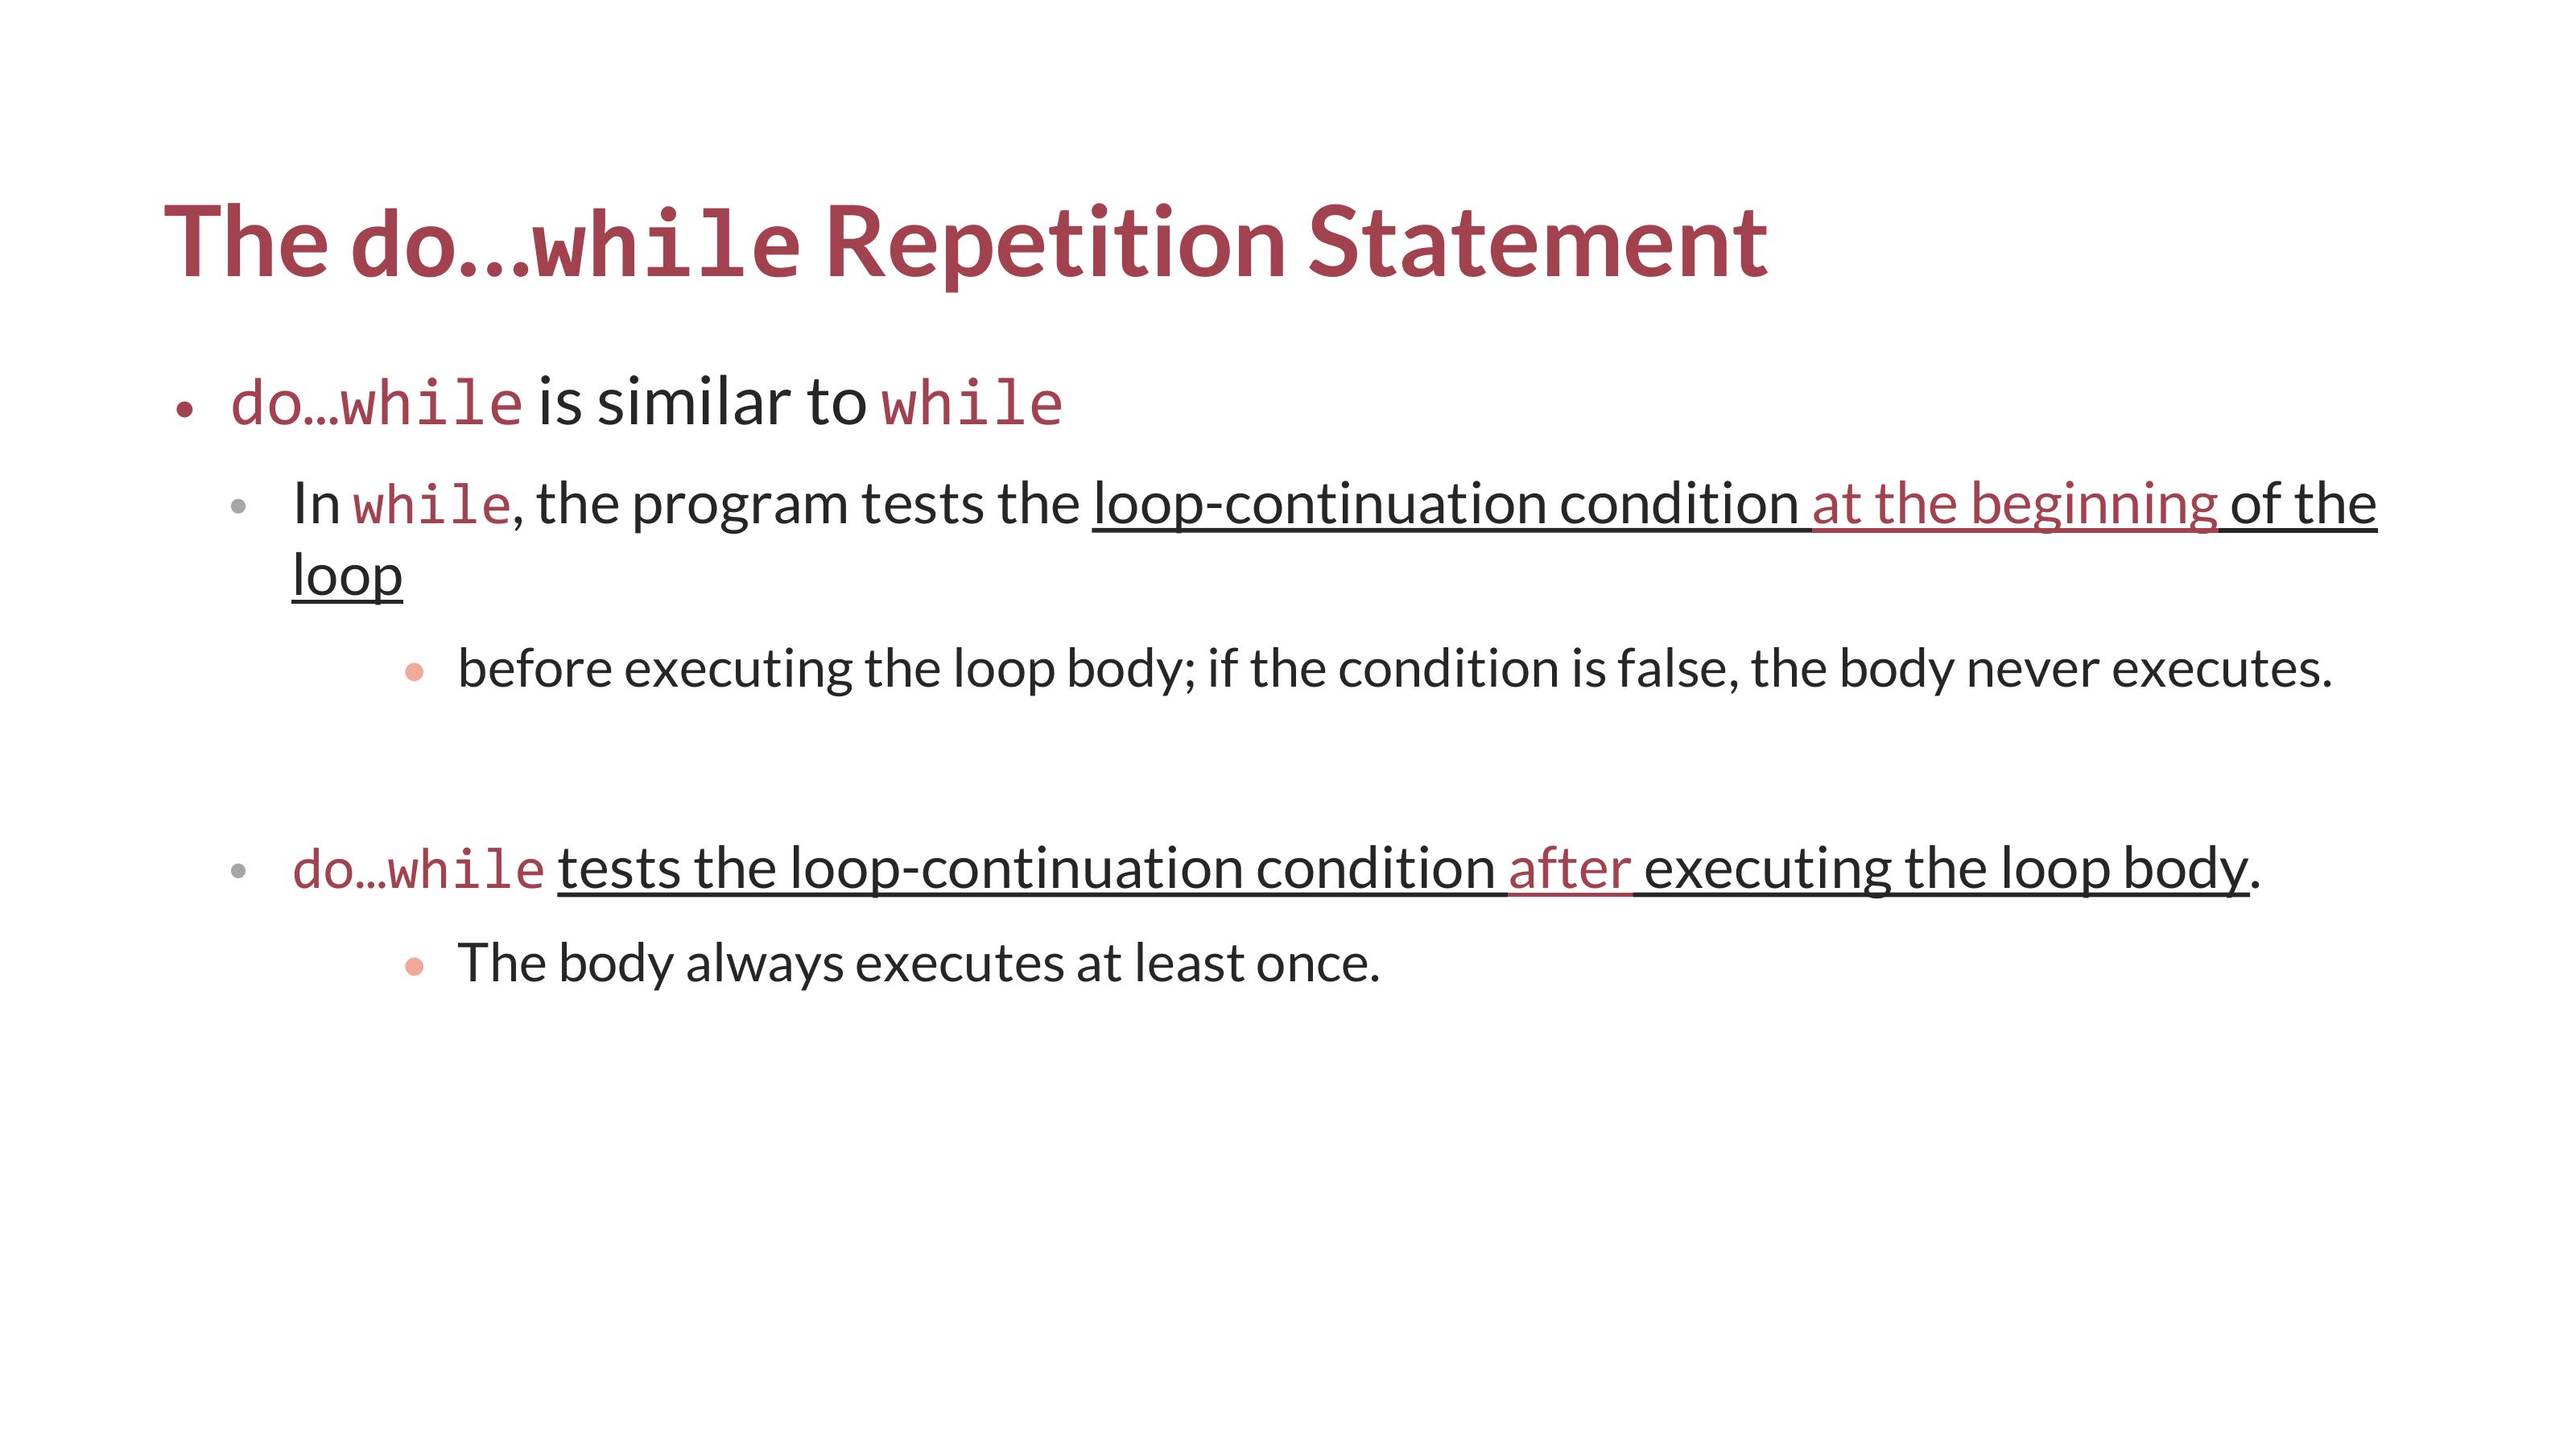 The do…while Repetition Statement
• do…while is similar to while
• In while, the program tests the loop-continuation condition at the beginning of the
loop
• before executing the loop body; if the condition is false, the body never executes.
• do…while tests the loop-continuation condition after executing the loop body.
• The body always executes at least once.